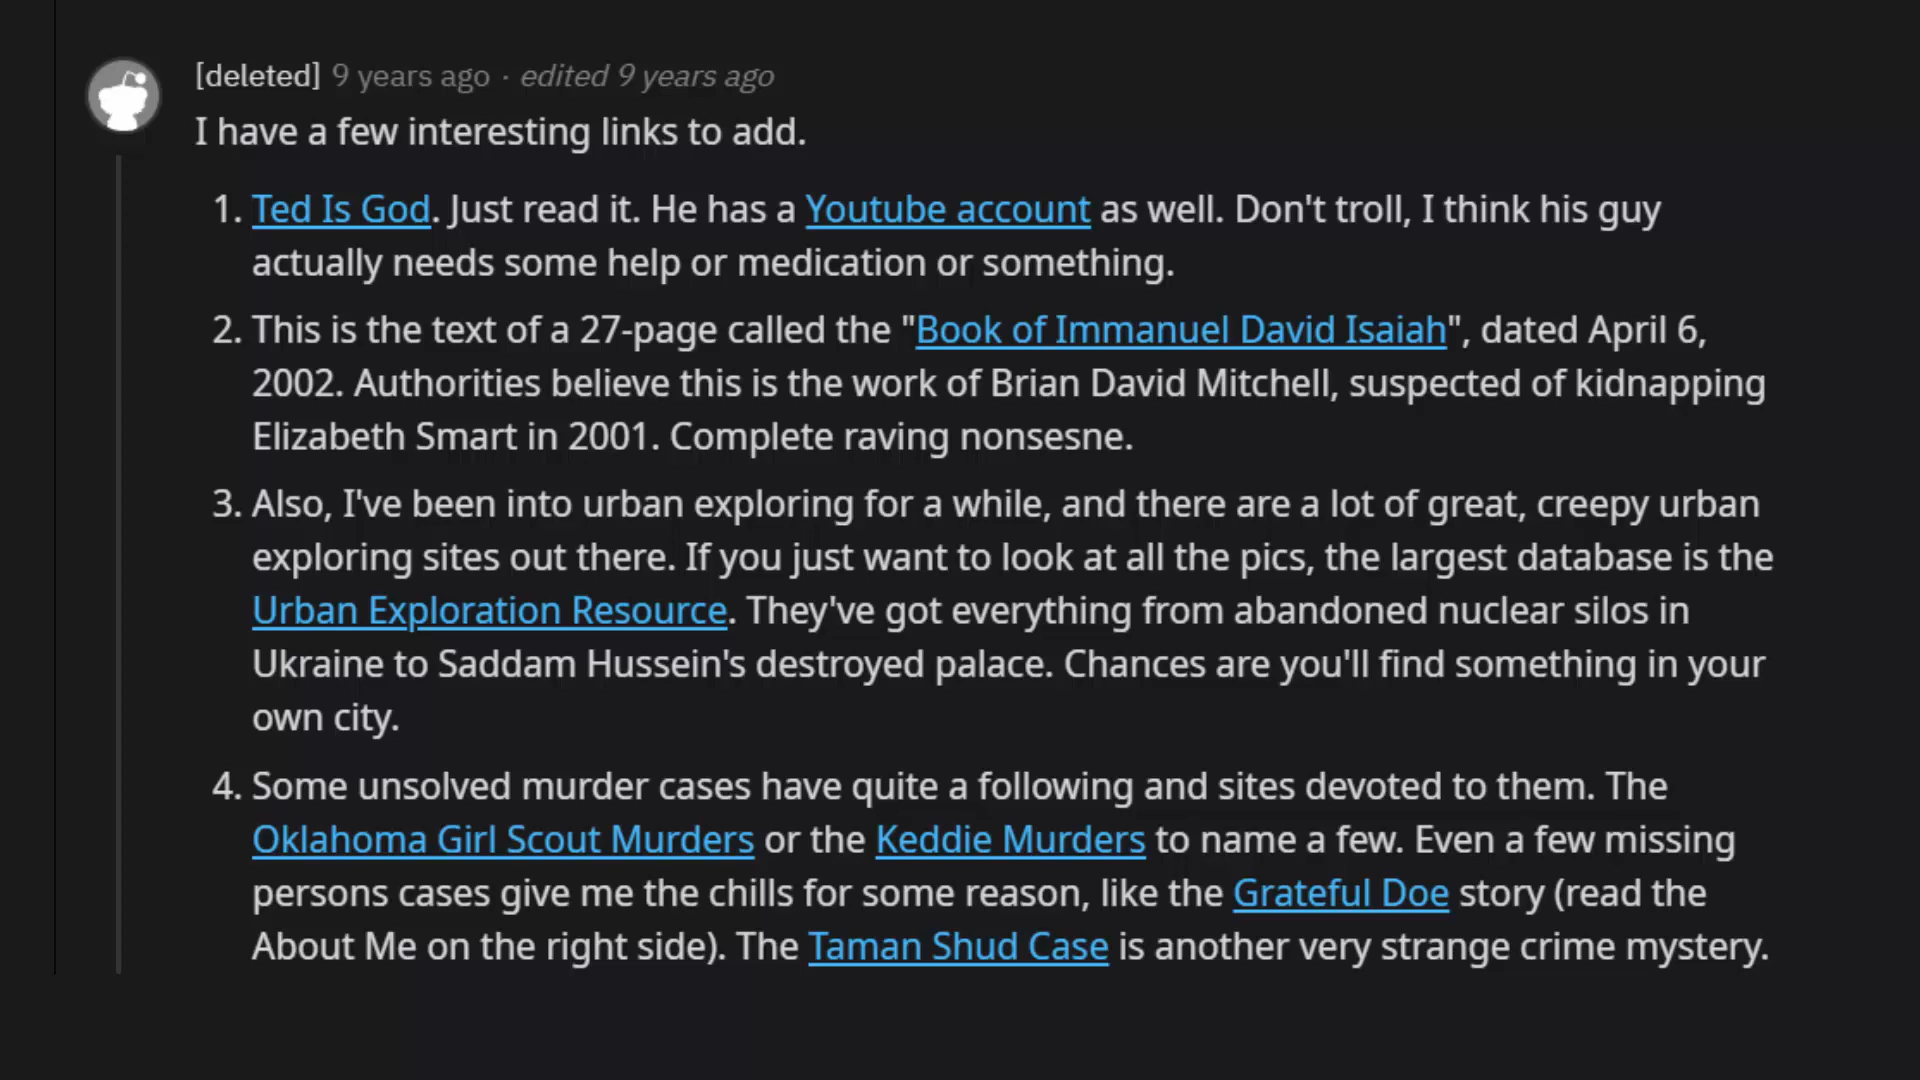 [deleted] 9 years ago · edited 9 years ago
I have a few interesting links to add.
1. Ted Is God. Just read it. He has a Youtube account as well. Don't troll, I think his guy
actually needs some help or medication or something.
2. This is the text of a 27-page called the "Book of Immanuel David Isaiah", dated April 6,
2002. Authorities believe this is the work of Brian David Mitchell, suspected of kidnapping
Elizabeth Smart in 2001. Complete raving nonsesne.
3. Also, I've been into urban exploring for a while, and there are a lot of great, creepy urban
exploring sites out there. If you just want to look at all the pics, the largest database is the
Urban Exploration Resource. They've got everything from abandoned nuclear silos in
Ukraine to Saddam Hussein's destroyed palace. Chances are you'll find something in your
own city.
4. Some unsolved murder cases have quite a following and sites devoted to them. The
Oklahoma Girl Scout Murders or the Keddie Murders to name a few. Even a few missing
persons cases give me the chills for some reason, like the Grateful Doe story (read the
About Me on the right side). The Taman Shud Case is another very strange crime mystery.